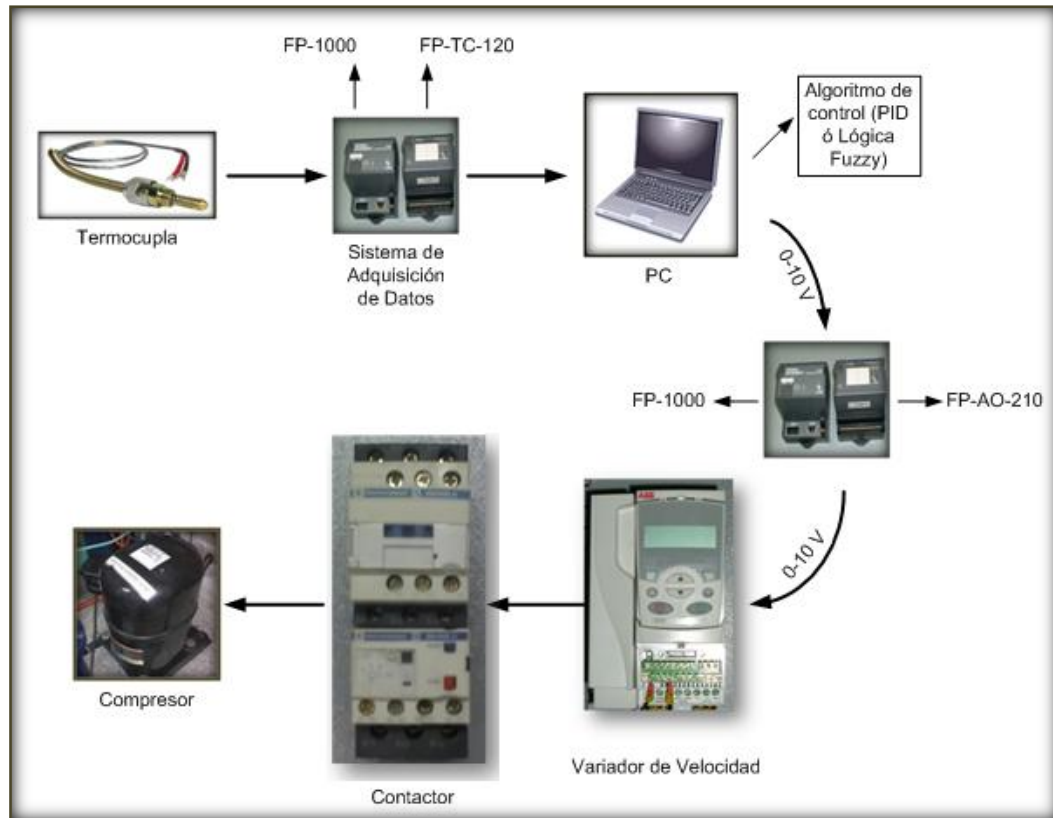 FP-1000
FP-TC-120
Termocupla
Sistema de
Adquisición
de Datos
PC
Algoritmo de
control (PID
ó Lógica
Fuzzy)
0-10 V
FP-1000
FP-AO-210
0-10 V
ABB
Compresor
Contactor
Variador de Velocidad